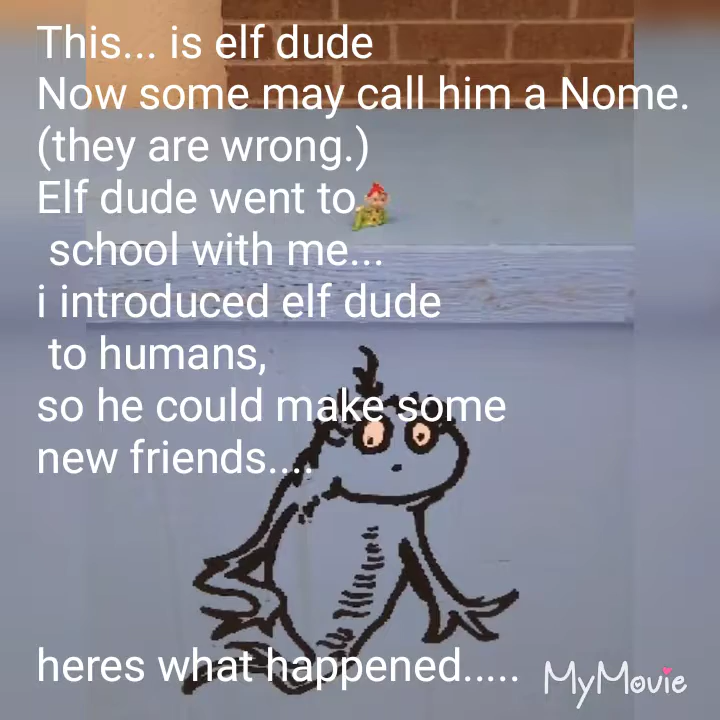 This... is elf dude
Now some may call him a Nome.
(they are wrong.)
Elf dude went to
school with me...
i introduced elf dude
to humans,
so he could make some
new friends....
heres what happened.....
MyMovie